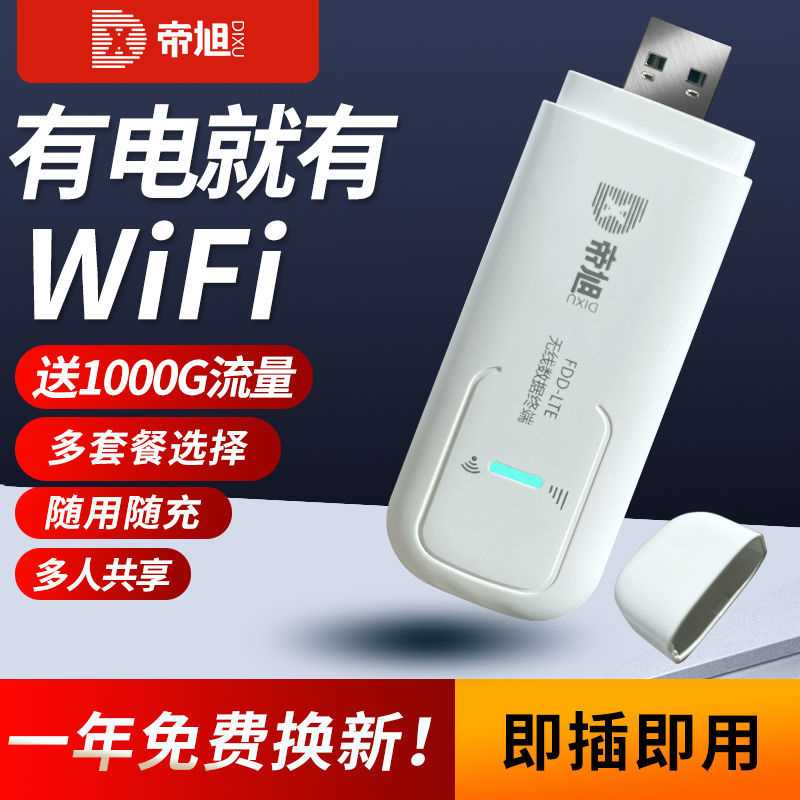 帝旭
DIXU
有电就有
WiFi
送1000G流量
多套餐选择
随用随充
多人共享
帝旭
DIXU
FDD-LTE
无线数据终端
一年免费换新！
即插即用